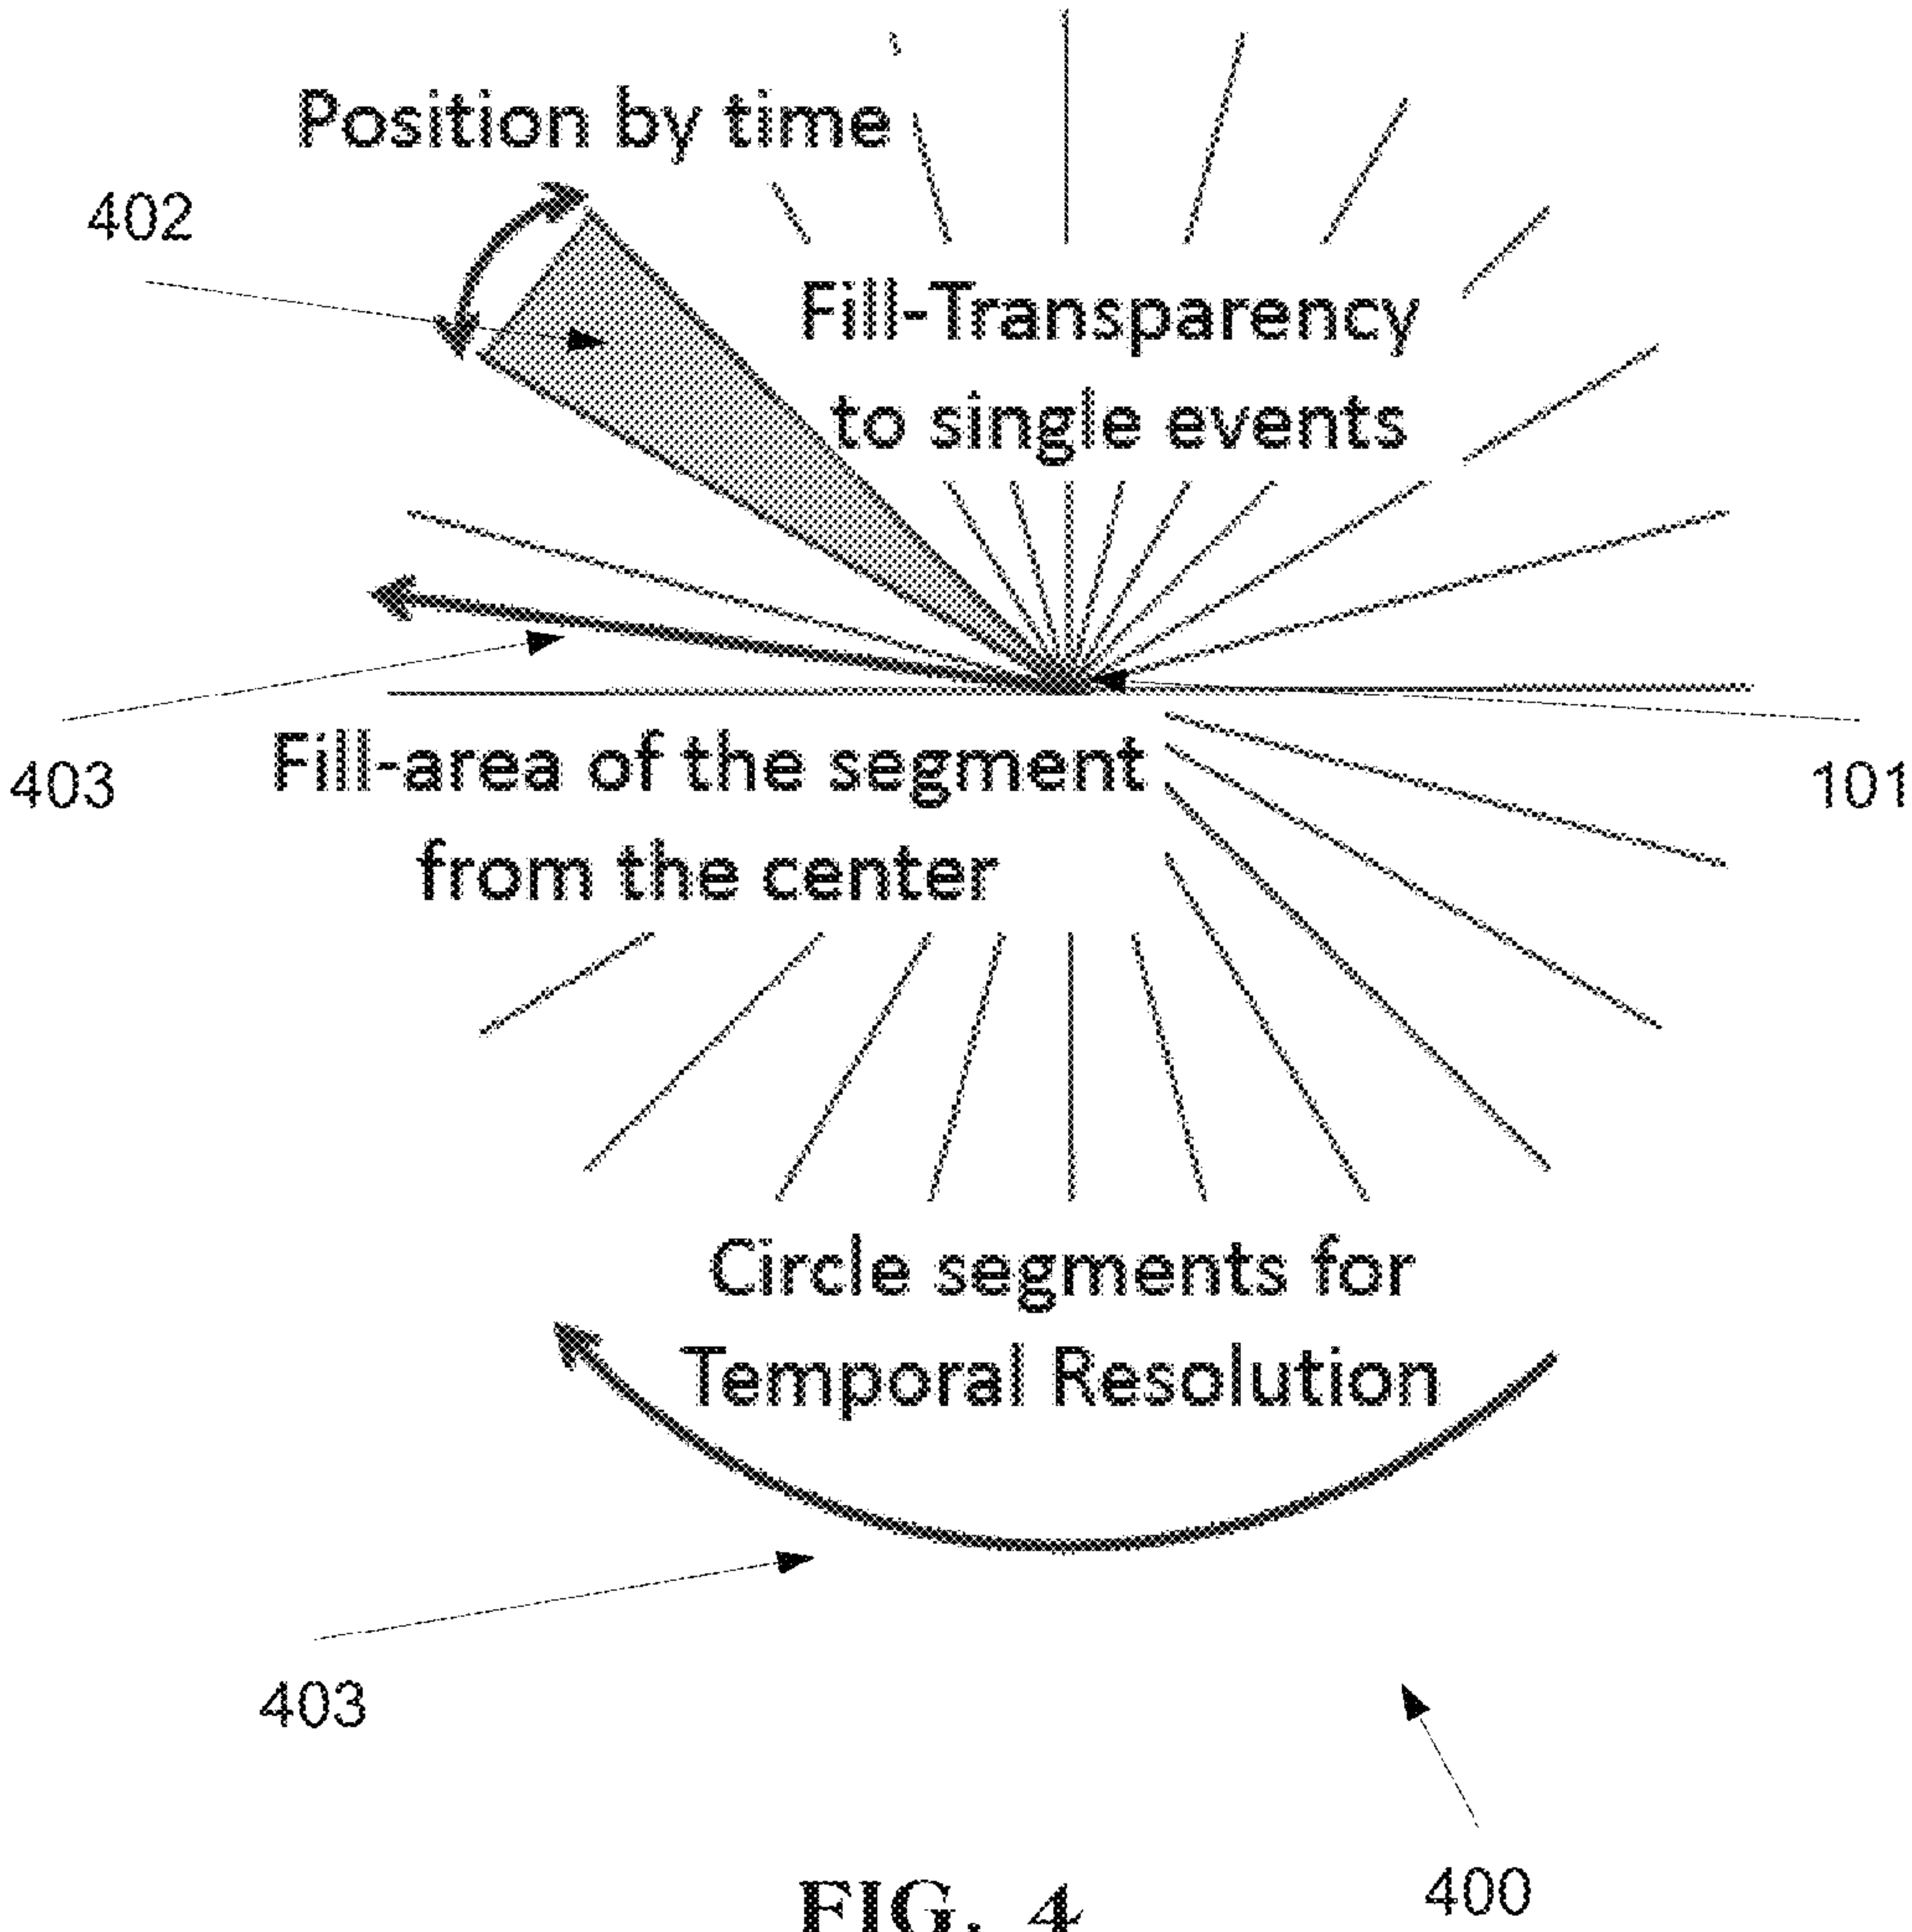 Position by time
402
Fill-Transparency
to single events
403
Fill-area of the segment
from the center
101
Circle segments for
Temporal Resolution
403
400
FIG. 4